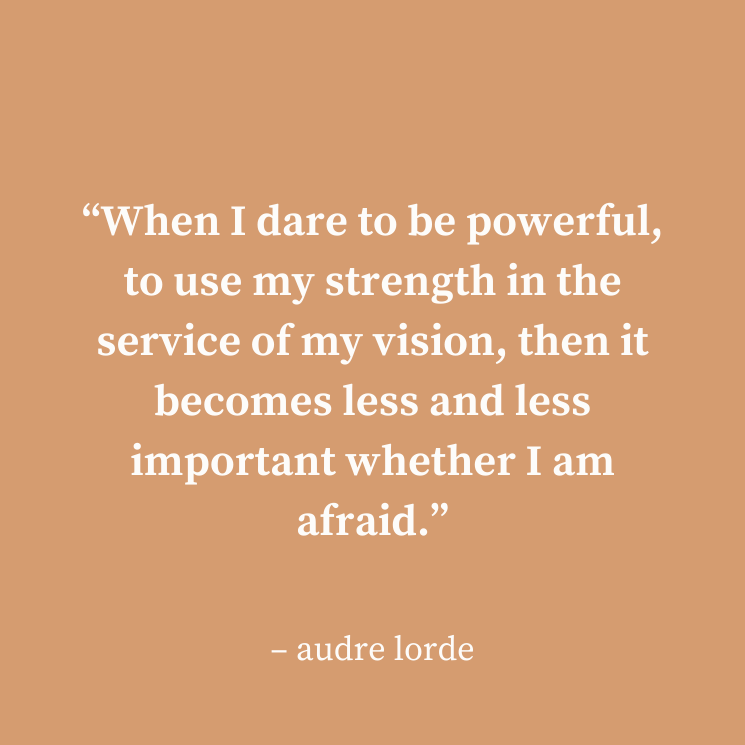 “When I dare to be powerful,
to use my strength in the
service of my vision, then it
becomes less and less
important whether I am
afraid.”
– audre lorde